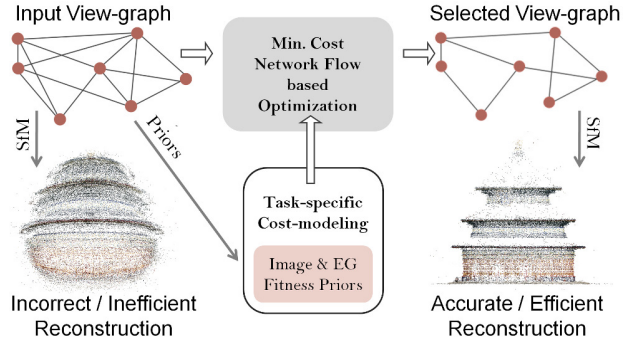 Input View-graph
Min. Cost
Network Flow
based
Optimization
Selected View-graph
SfM
Priors
SfM
Task-specific
Cost-modeling
Image & EG
Fitness Priors
Incorrect / Inefficient
Reconstruction
Accurate / Efficient
Reconstruction